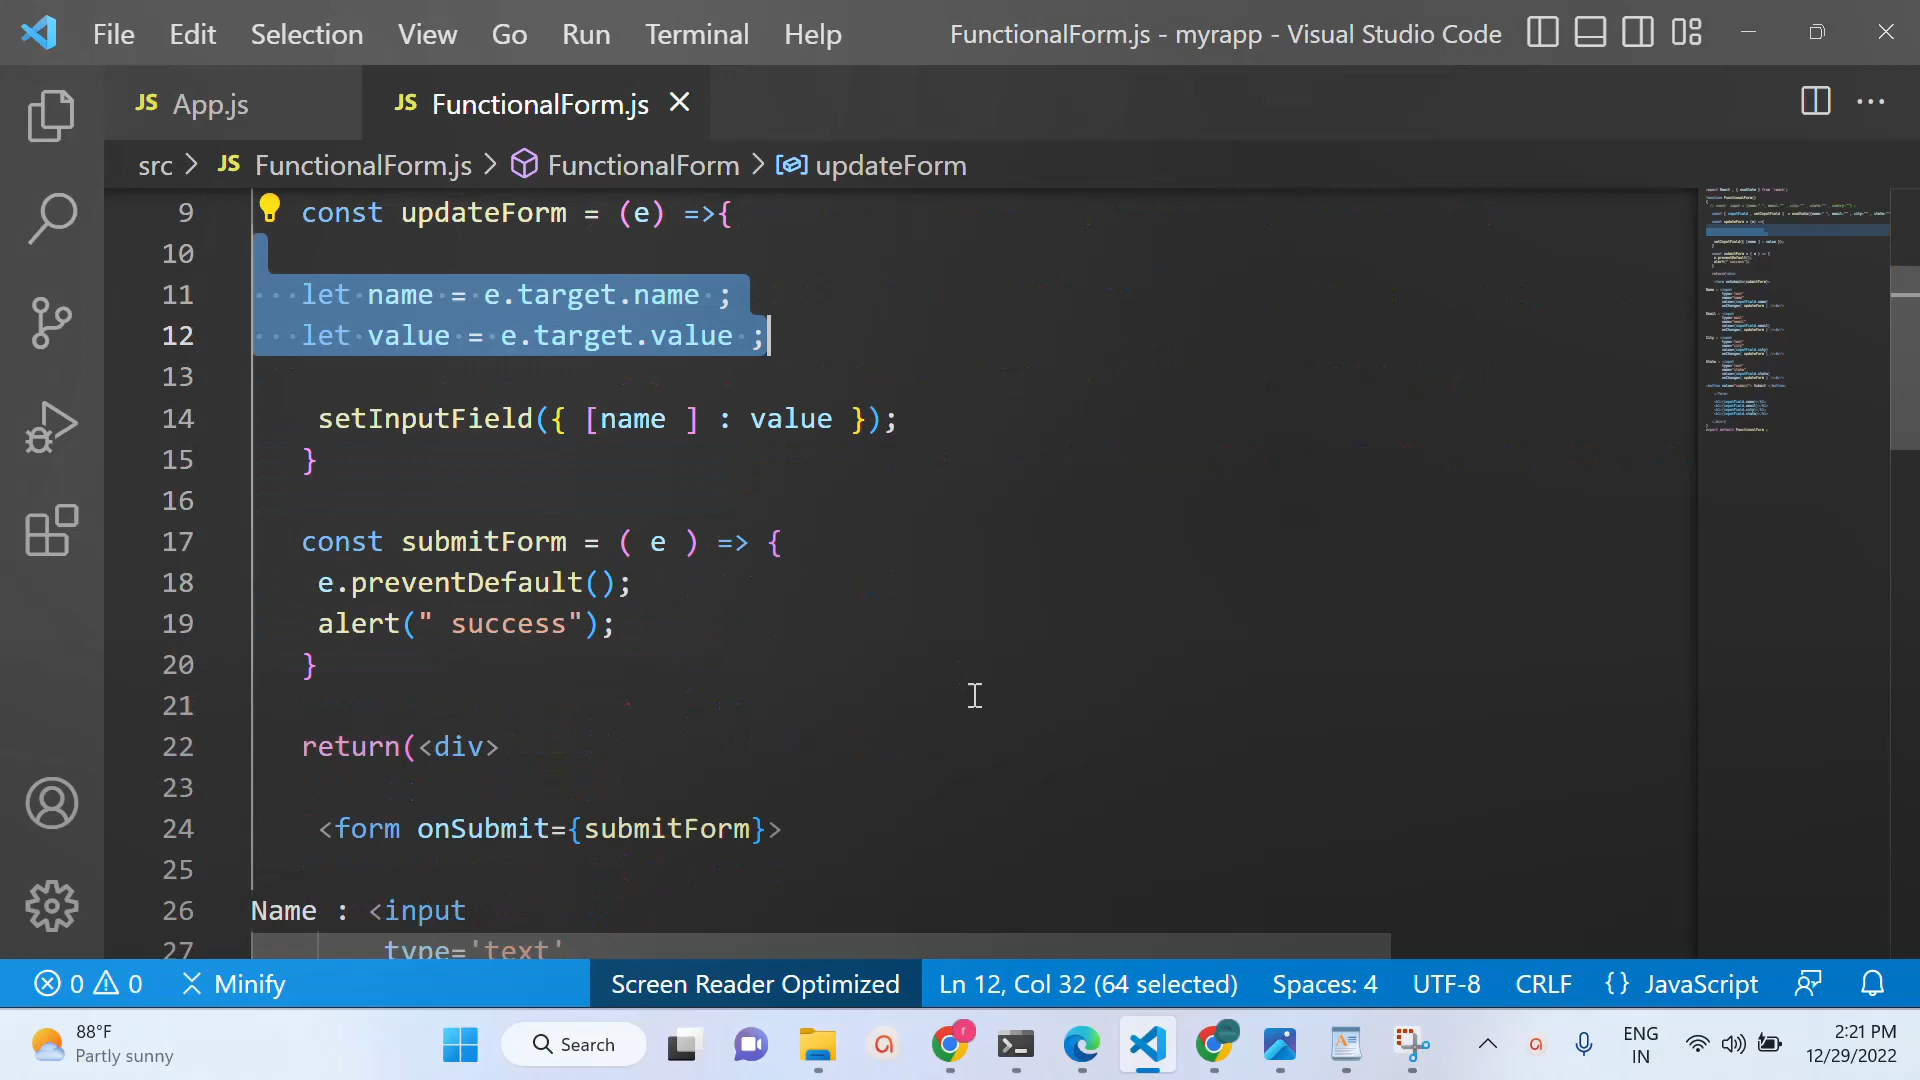 File Edit Selection View Go Run Terminal Help FunctionalForm.js - myrapp - Visual Studio Code
JS App.js JS FunctionalForm.js
src > JS FunctionalForm.js > FunctionalForm > updateForm
9 const updateForm = (e) =>{
10
11 let name = e.target.name ;
12 let value = e.target.value ;
13
14 setInputField({ [name ] : value });
15 }
16
17 const submitForm = ( e ) => {
18 e.preventDefault();
19 alert(" success");
20 }
21
22 return(<div>
23
24 <form onSubmit={submitForm}>
25
26 Name : <input
27 type='text'
0 0 Minify Screen Reader Optimized Ln 12, Col 32 (64 selected) Spaces: 4 UTF-8 CRLF {} JavaScript
88°F
Partly sunny
Search
ENG
IN
2:21 PM
12/29/2022